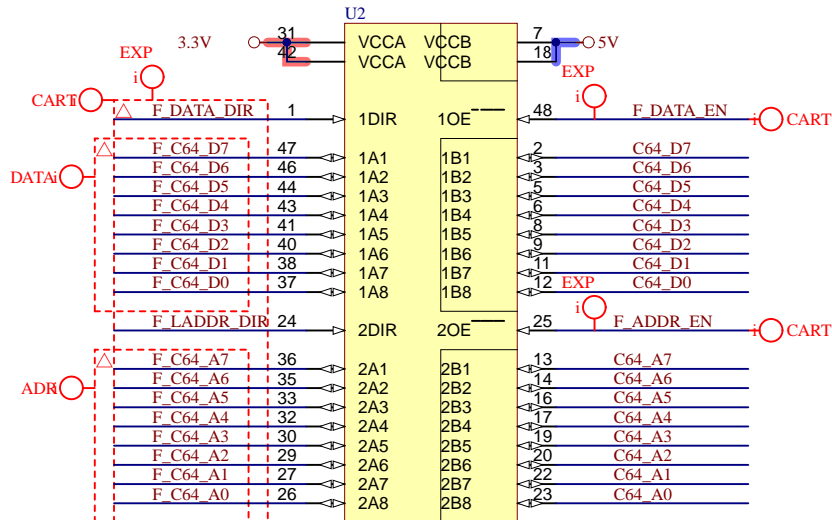 U2
3.3V 31 VCCA VCCB 7 5V
42 VCCA VCCB 18
EXP i EXP i
CART i F_DATA_DIR 1 1DIR 1OE 48 F_DATA_EN i CART
F_C64_D7 47 1A1 1B1 2 C64_D7
DATA i F_C64_D6 46 1A2 1B2 3 C64_D6
F_C64_D5 44 1A3 1B3 5 C64_D5
F_C64_D4 43 1A4 1B4 6 C64_D4
F_C64_D3 41 1A5 1B5 8 C64_D3
F_C64_D2 40 1A6 1B6 9 C64_D2
F_C64_D1 38 1A7 1B7 11 C64_D1
F_C64_D0 37 1A8 1B8 12 C64_D0
EXP i
F_LADDR_DIR 24 2DIR 2OE 25 F_ADDR_EN i CART
F_C64_A7 36 2A1 2B1 13 C64_A7
ADR i F_C64_A6 35 2A2 2B2 14 C64_A6
F_C64_A5 33 2A3 2B3 16 C64_A5
F_C64_A4 32 2A4 2B4 17 C64_A4
F_C64_A3 30 2A5 2B5 19 C64_A3
F_C64_A2 29 2A6 2B6 20 C64_A2
F_C64_A1 27 2A7 2B7 22 C64_A1
F_C64_A0 26 2A8 2B8 23 C64_A0